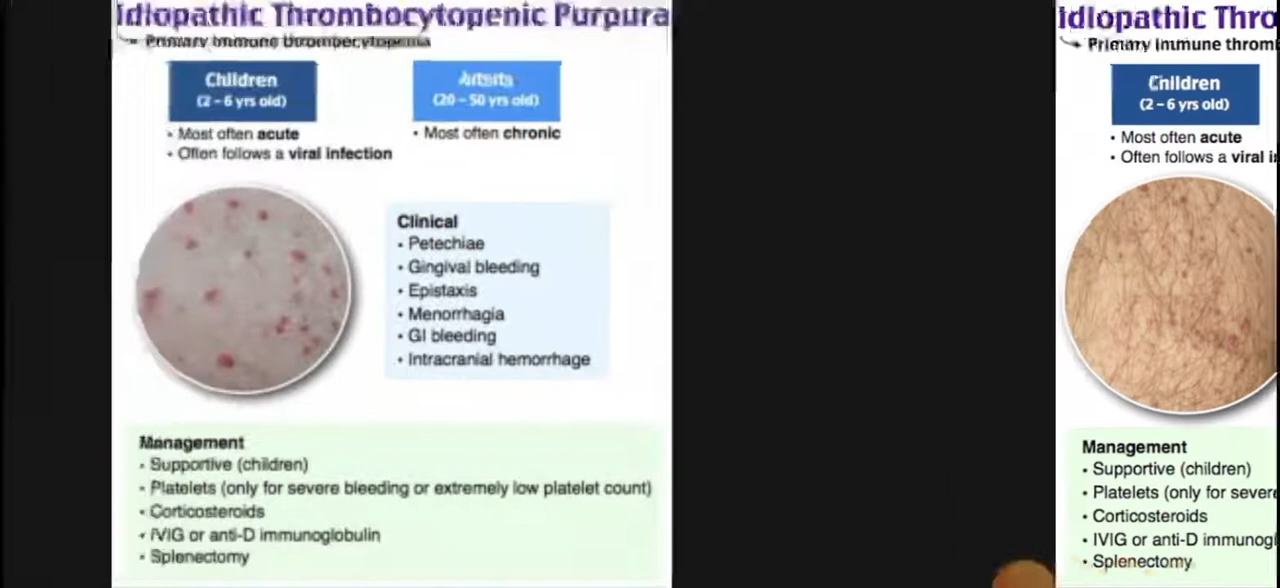 Idiopathic Thrombocytopenic Purpura
Primary immune thrombocytopenia
Children
(2 – 6 yrs old)
• Most often acute
• Often follows a viral infection
Adults
(20 – 50 yrs old)
• Most often chronic
Clinical
• Petechiae
• Gingival bleeding
• Epistaxis
• Menorrhagia
• GI bleeding
• Intracranial hemorrhage
Management
• Supportive (children)
• Platelets (only for severe bleeding or extremely low platelet count)
• Corticosteroids
• IVIG or anti-D immunoglobulin
• Splenectomy
Idiopathic Thro
Primary immune throm
Children
(2 – 6 yrs old)
• Most often acute
• Often follows a viral i
Management
• Supportive (children)
• Platelets (only for severe
• Corticosteroids
• IVIG or anti-D immunogl
• Splenectomy